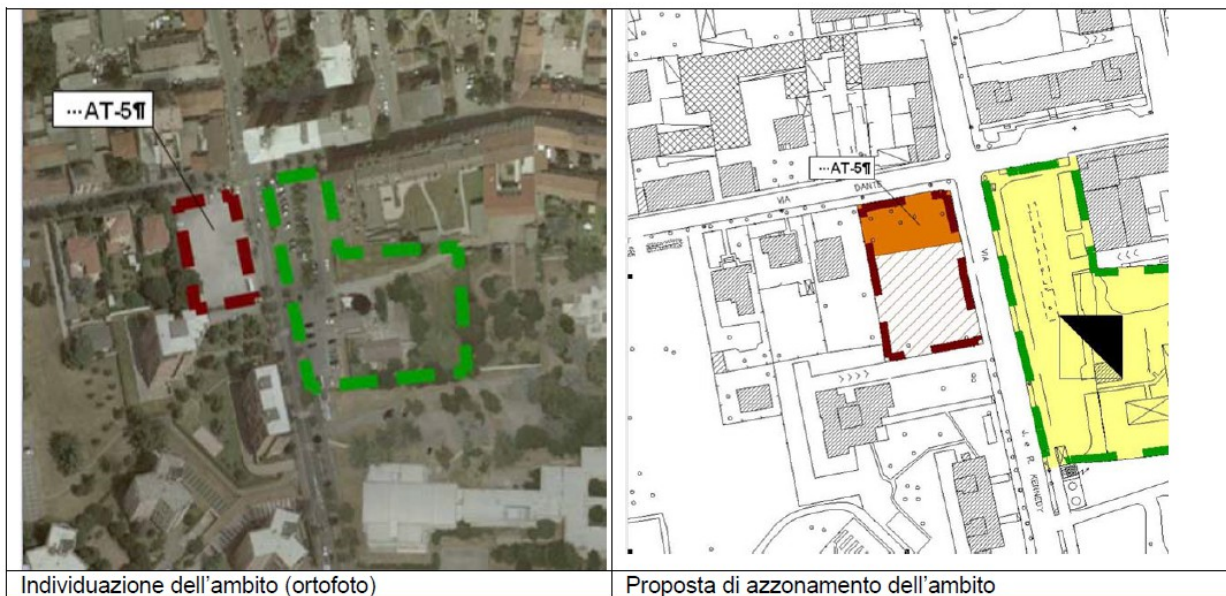 ···AT-5¶
···AT-5¶
VIA DANTE
VIA
J e R. KENNEDY
Individuazione dell'ambito (ortofoto)
Proposta di azzonamento dell'ambito